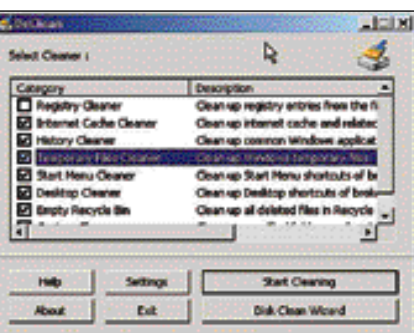 DrClean
Select Cleaner :
Category Description
Registry Cleaner Clean up registry entries from the
Internet Cache Cleaner Clean up internet cache and related
History Cleaner Clean up common Windows applicat
Temporary Files Cleaner Clean up Windows temporary files
Start Menu Cleaner Clean up Start Menu shortcuts of
Desktop Cleaner Clean up Desktop shortcuts of
Empty Recycle Bin Clean up all deleted files in Recycle
Help Settings Start Cleaning
About Exit Disk Clean Wizard